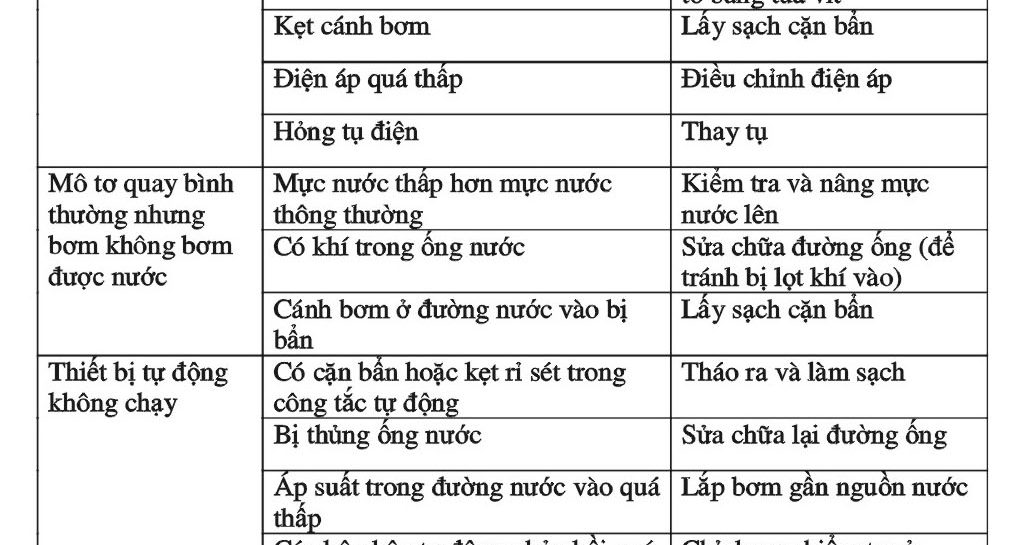 Kẹt cánh bơm
Lấy sạch cặn bẩn
Điện áp quá thấp
Điều chỉnh điện áp
Hỏng tụ điện
Thay tụ
Mô tơ quay bình
thường nhưng
bơm không bơm
được nước
Mực nước thấp hơn mực nước
thông thường
Kiểm tra và nâng mực
nước lên
Có khí trong ống nước
Sửa chữa đường ống (để
tránh bị lọt khí vào)
Cánh bơm ở đường nước vào bị
bẩn
Lấy sạch cặn bẩn
Thiết bị tự động
không chạy
Có cặn bẩn hoặc kẹt rỉ sét trong
công tắc tự động
Tháo ra và làm sạch
Bị thủng ống nước
Sửa chữa lại đường ống
Áp suất trong đường nước vào quá
thấp
Lắp bơm gần nguồn nước